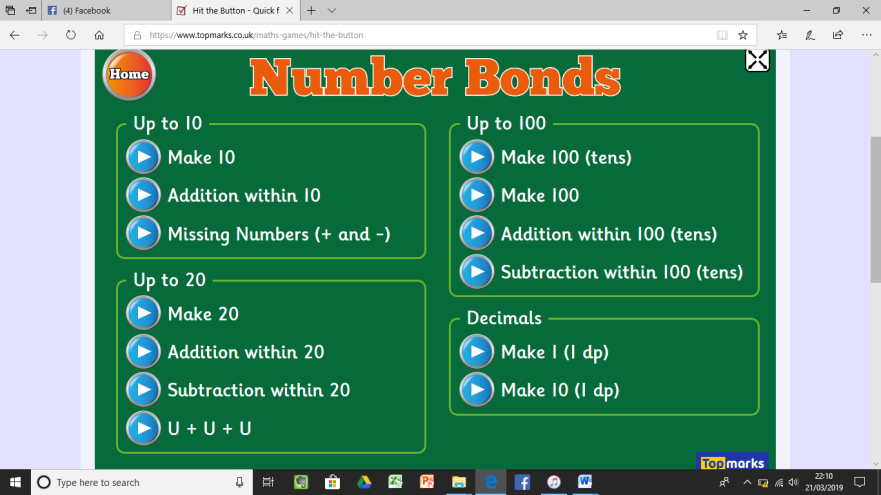 (4) Facebook
Hit the Button - Quick f
https://www.topmarks.co.uk/maths-games/hit-the-button
Home
Number Bonds
Up to 10
Make 10
Addition within 10
Missing Numbers (+ and -)
Up to 20
Make 20
Addition within 20
Subtraction within 20
U + U + U
Up to 100
Make 100 (tens)
Make 100
Addition within 100 (tens)
Subtraction within 100 (tens)
Decimals
Make 1 (1 dp)
Make 10 (1 dp)
Topmarks
Type here to search
22:10
21/03/2019